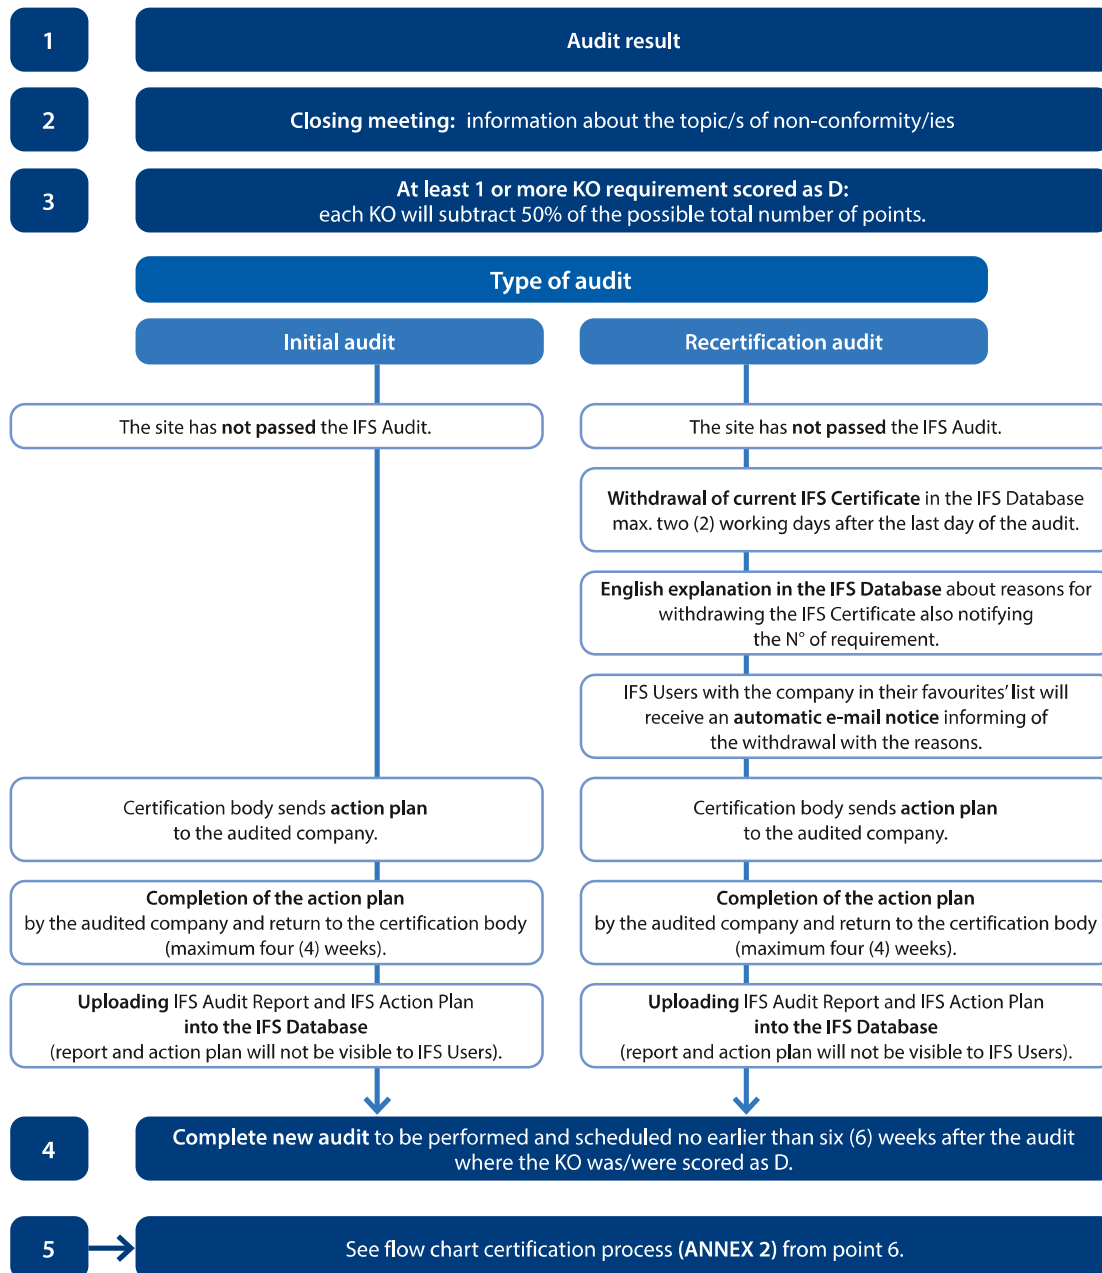 1
Audit result
2
Closing meeting: information about the topic/s of non-conformity/ies
3
At least 1 or more KO requirement scored as D:
each KO will subtract 50% of the possible total number of points.
Type of audit
Initial audit
Recertification audit
The site has not passed the IFS Audit.
The site has not passed the IFS Audit.
Withdrawal of current IFS Certificate in the IFS Database
max. two (2) working days after the last day of the audit.
English explanation in the IFS Database about reasons for
withdrawing the IFS Certificate also notifying
the N° of requirement.
IFS Users with the company in their favourites’ list will
receive an automatic e-mail notice informing of
the withdrawal with the reasons.
Certification body sends action plan
to the audited company.
Certification body sends action plan
to the audited company.
Completion of the action plan
by the audited company and return to the certification body
(maximum four (4) weeks).
Completion of the action plan
by the audited company and return to the certification body
(maximum four (4) weeks).
Uploading IFS Audit Report and IFS Action Plan
into the IFS Database
(report and action plan will not be visible to IFS Users).
Uploading IFS Audit Report and IFS Action Plan
into the IFS Database
(report and action plan will not be visible to IFS Users).
4
Complete new audit to be performed and scheduled no earlier than six (6) weeks after the audit
where the KO was/were scored as D.
5
See flow chart certification process (ANNEX 2) from point 6.